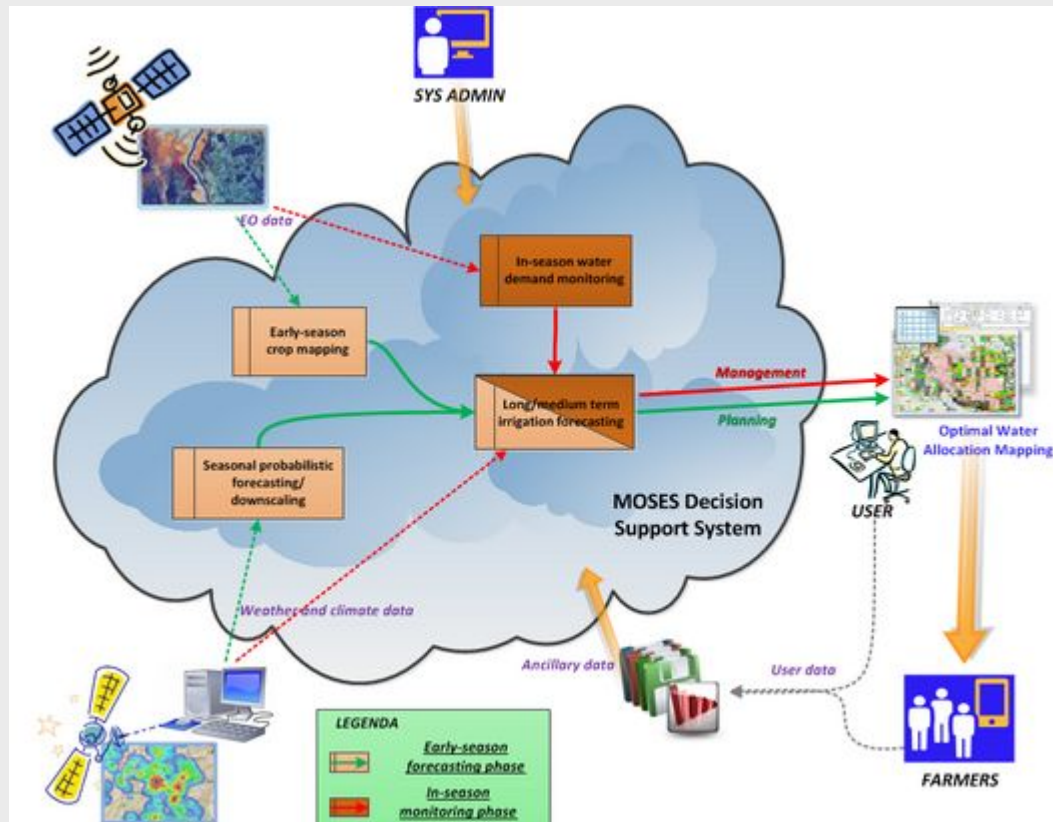 SYS ADMIN
EO data
In-season water
demand monitoring
Early-season
crop mapping
Long/medium term
irrigation forecasting
Management
Planning
Seasonal probabilistic
forecasting/
downscaling
Optimal Water
Allocation Mapping
USER
MOSES Decision
Support System
Weather and climate data
Ancillary data
User data
LEGENDA
Early-season
forecasting phase
In-season
monitoring phase
FARMERS